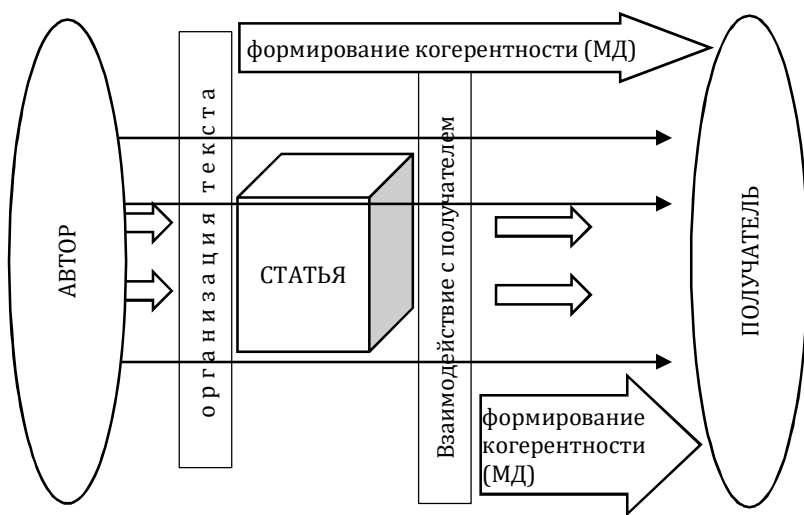 формирование когерентности (МД)
АВТОР
организация текста
СТАТЬЯ
Взаимодействие с получателем
ПОЛУЧАТЕЛЬ
формирование
когерентности
(МД)